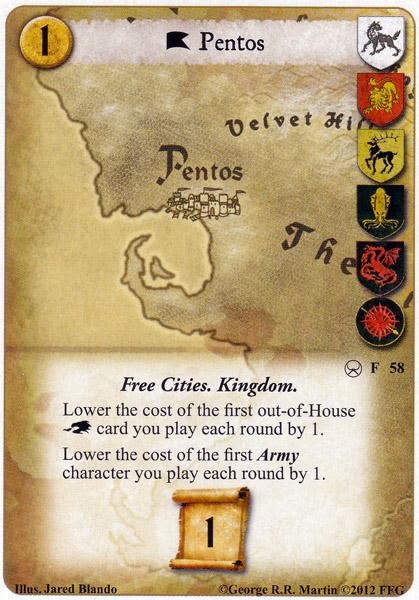 1
Pentos
Velvet Hil
Pentos
The
F 58
Free Cities. Kingdom.
Lower the cost of the first out-of-House
card you play each round by 1.
Lower the cost of the first Army
character you play each round by 1.
1
Illus. Jared Blando ©George R.R. Martin ©2012 FFG